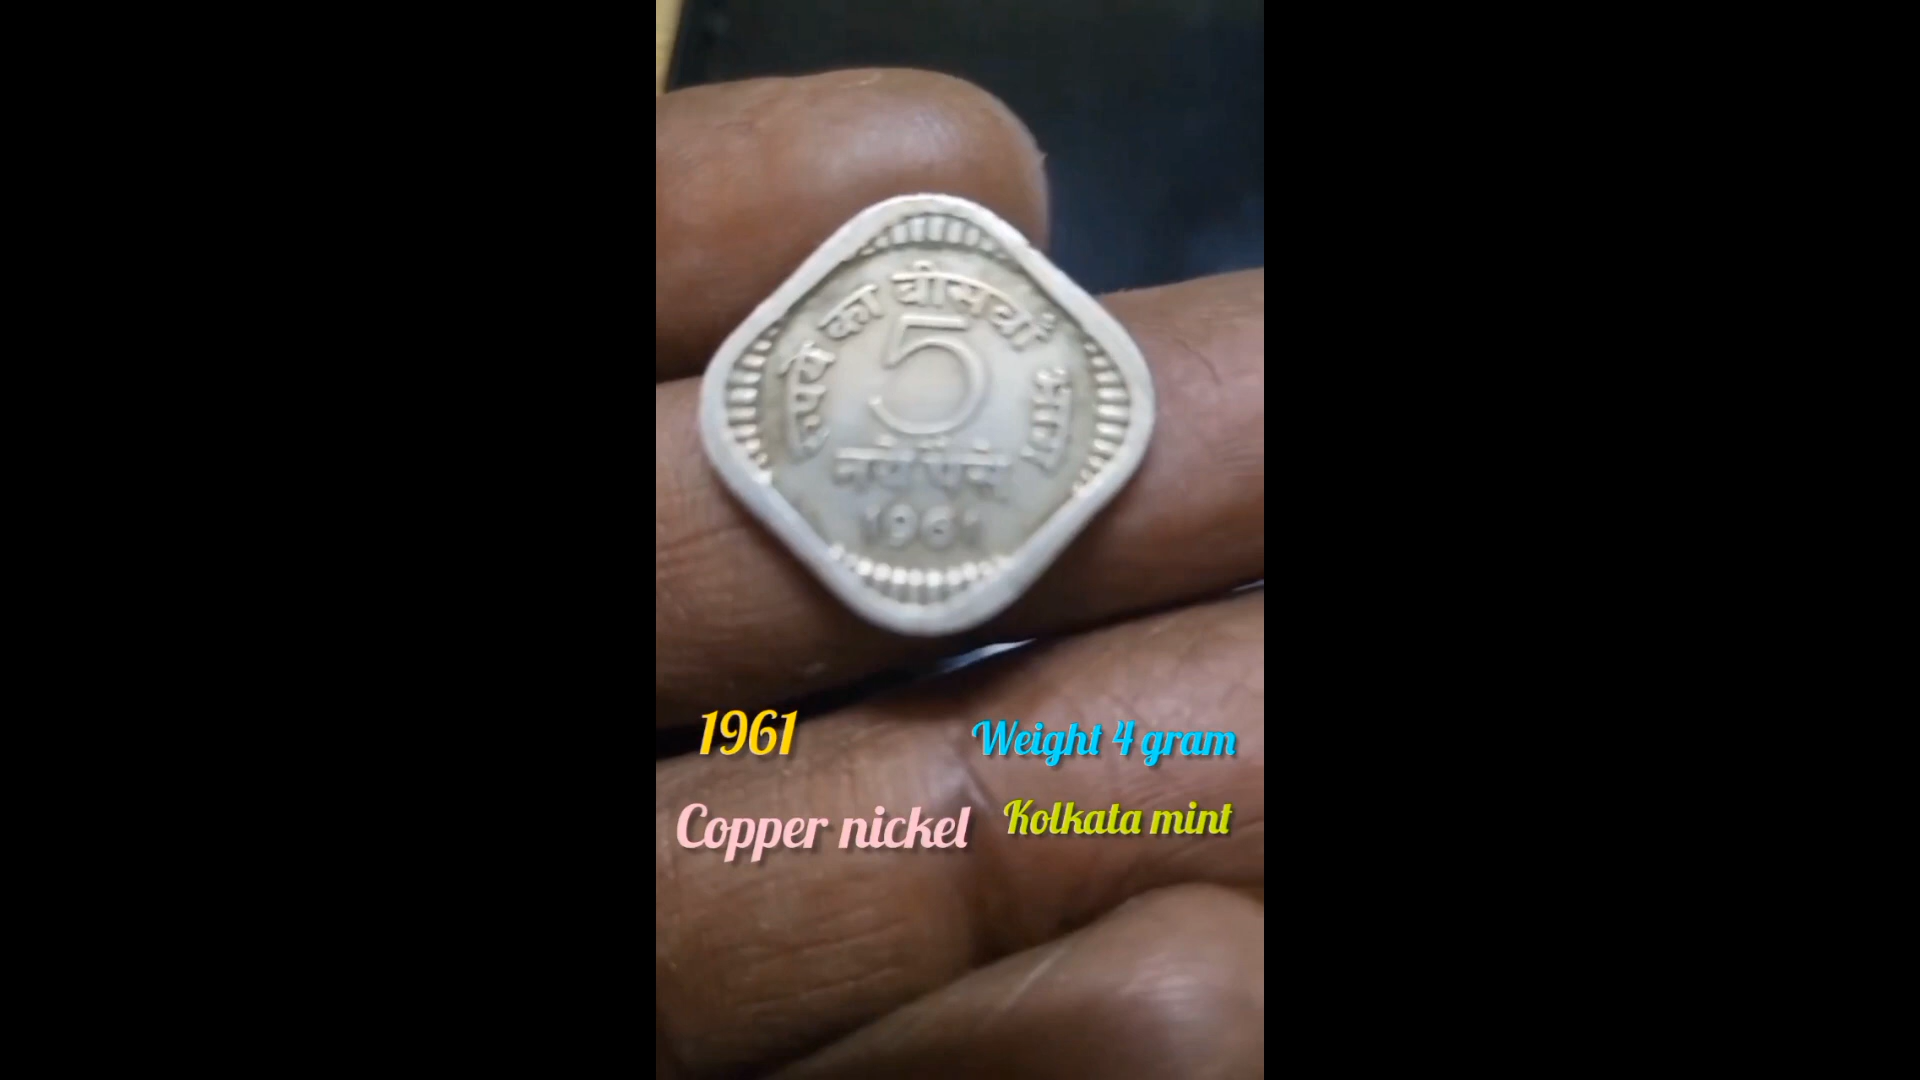 रुपये का बीसवाँ भाग
5
नये पैसे
1961
1961
Weight 4 gram
Copper nickel
Kolkata mint